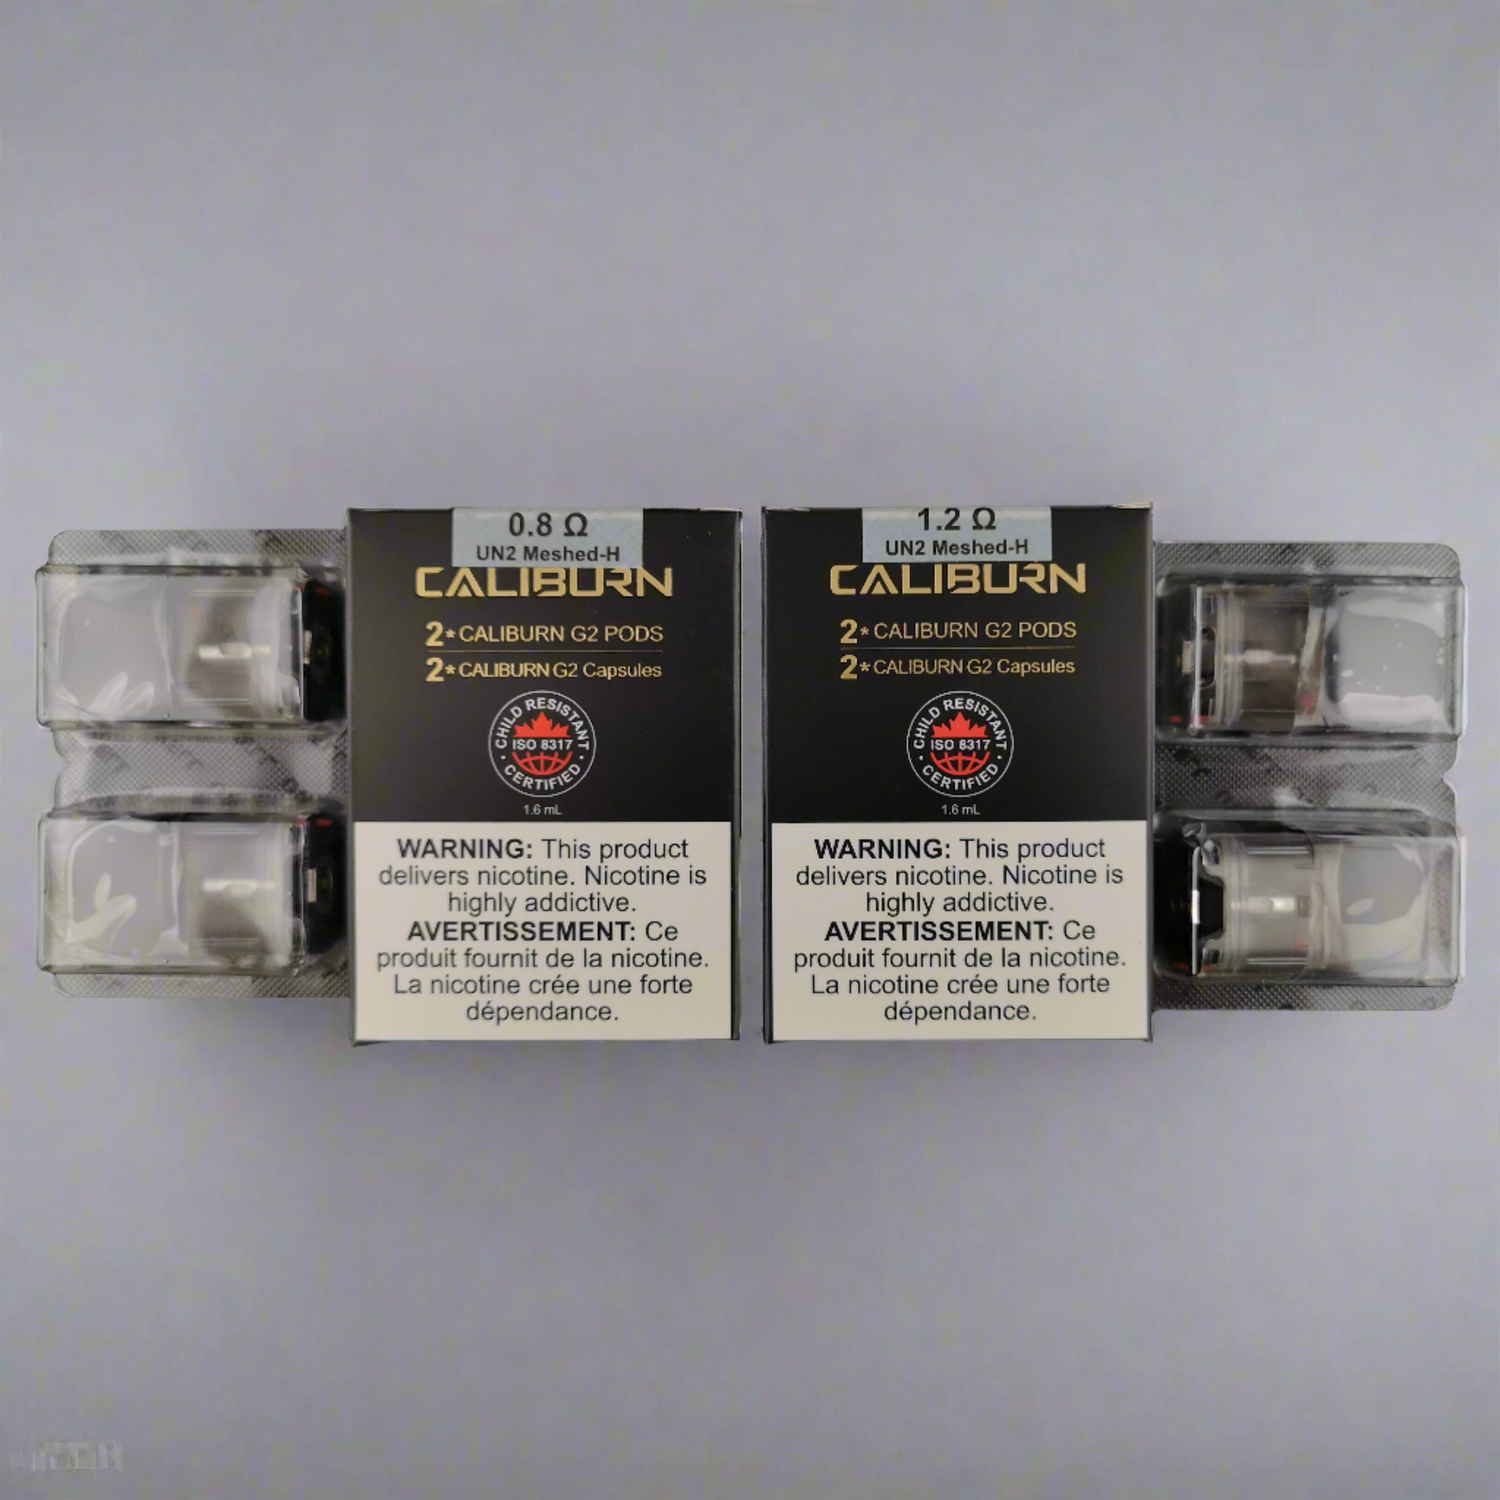 0.8 Ω
UN2 Meshed-H
CALIBURN
2* CALIBURN G2 PODS
2* CALIBURN G2 Capsules
CHILD RESISTANT
ISO 8317
• CERTIFIED •
1.6 mL
WARNING: This product
delivers nicotine. Nicotine is
highly addictive.
AVERTISSEMENT: Ce
produit fournit de la nicotine.
La nicotine crée une forte
dépendance.
1.2 Ω
UN2 Meshed-H
CALIBURN
2* CALIBURN G2 PODS
2* CALIBURN G2 Capsules
CHILD RESISTANT
ISO 8317
• CERTIFIED •
1.6 mL
WARNING: This product
delivers nicotine. Nicotine is
highly addictive.
AVERTISSEMENT: Ce
produit fournit de la nicotine.
La nicotine crée une forte
dépendance.